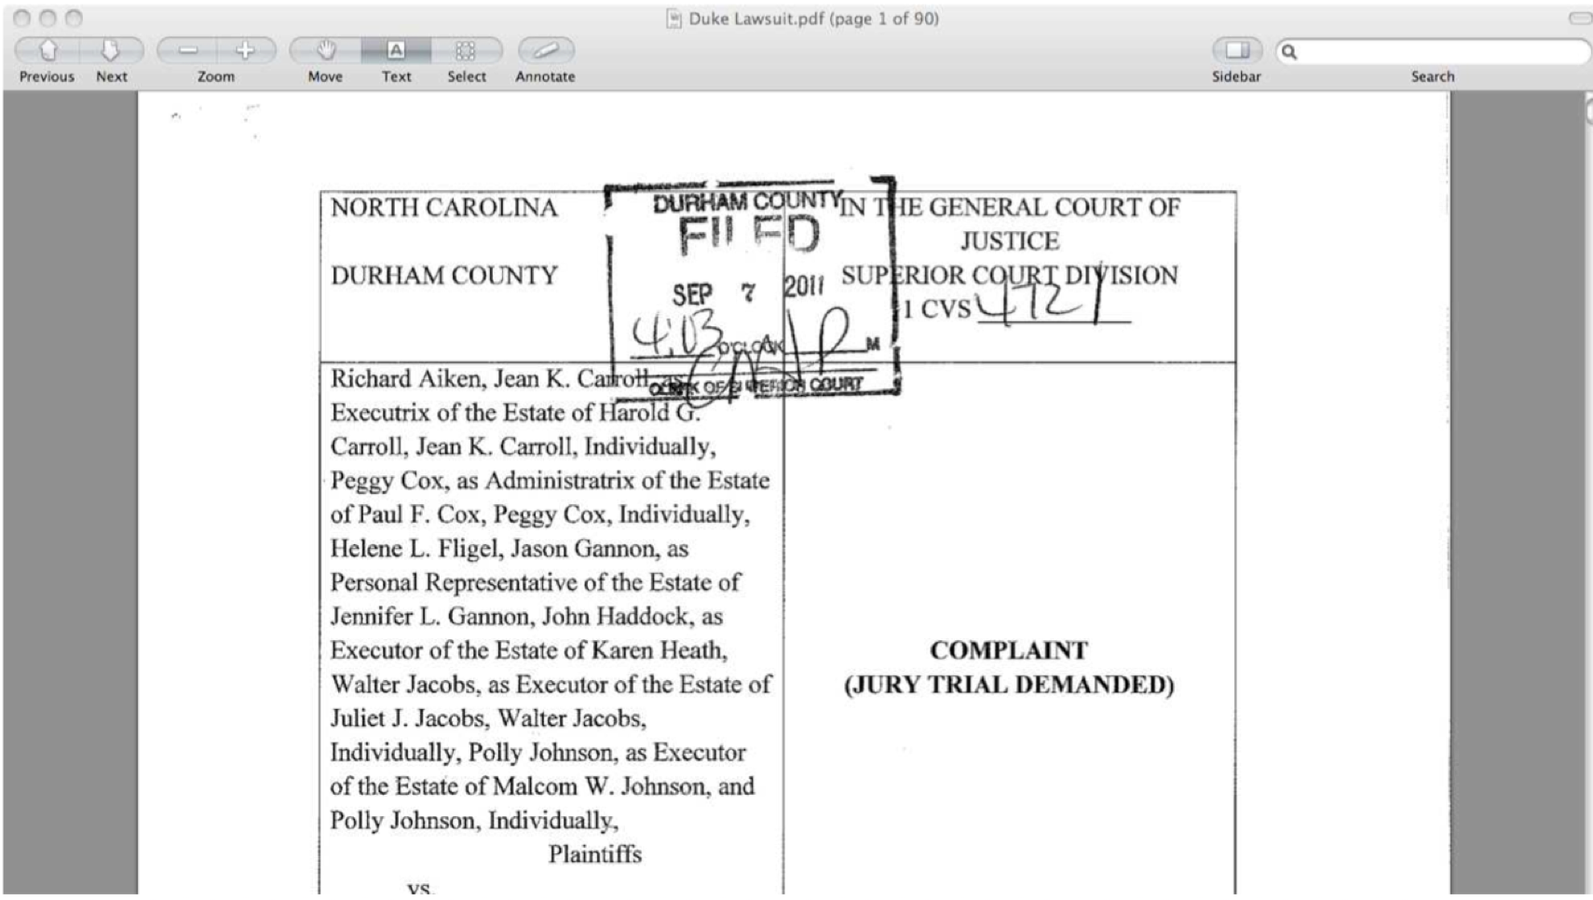 Duke Lawsuit.pdf (page 1 of 90)
Previous Next Zoom Move Text Select Annotate Sidebar Search
NORTH CAROLINA
DURHAM COUNTY
DURHAM COUNTY
FILED
SEP 7 2011
4:03 O'CLOCK P M
CLERK OF SUPERIOR COURT
IN THE GENERAL COURT OF
JUSTICE
SUPERIOR COURT DIVISION
1 CVS 4721
Richard Aiken, Jean K. Carroll, as
Executrix of the Estate of Harold G.
Carroll, Jean K. Carroll, Individually,
Peggy Cox, as Administratrix of the Estate
of Paul F. Cox, Peggy Cox, Individually,
Helene L. Fligel, Jason Gannon, as
Personal Representative of the Estate of
Jennifer L. Gannon, John Haddock, as
Executor of the Estate of Karen Heath,
Walter Jacobs, as Executor of the Estate of
Juliet J. Jacobs, Walter Jacobs,
Individually, Polly Johnson, as Executor
of the Estate of Malcom W. Johnson, and
Polly Johnson, Individually,
Plaintiffs
vs.
COMPLAINT
(JURY TRIAL DEMANDED)